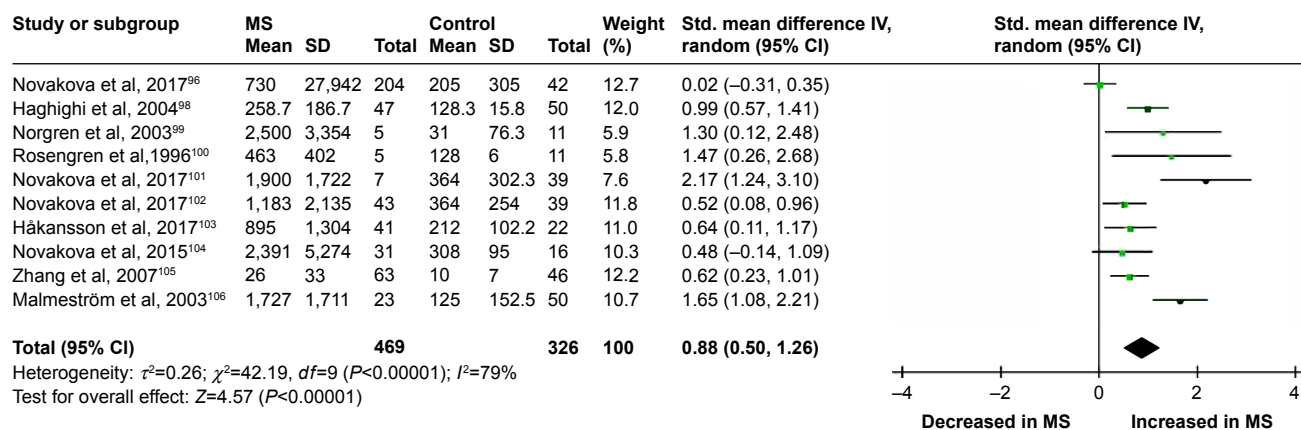 Study or subgroup MS Control Weight Std. mean difference IV, Std. mean difference IV,
Mean SD Total Mean SD Total (%) random (95% CI) random (95% CI)
Novakova et al, 2017⁹⁶ 730 27,942 204 205 305 42 12.7 0.02 (–0.31, 0.35)
Haghighi et al, 2004⁹⁸ 258.7 186.7 47 128.3 15.8 50 12.0 0.99 (0.57, 1.41)
Norgren et al, 2003⁹⁹ 2,500 3,354 5 31 76.3 11 5.9 1.30 (0.12, 2.48)
Rosengren et al,1996¹⁰⁰ 463 402 5 128 6 11 5.8 1.47 (0.26, 2.68)
Novakova et al, 2017¹⁰¹ 1,900 1,722 7 364 302.3 39 7.6 2.17 (1.24, 3.10)
Novakova et al, 2017¹⁰² 1,183 2,135 43 364 254 39 11.8 0.52 (0.08, 0.96)
Håkansson et al, 2017¹⁰³ 895 1,304 41 212 102.2 22 11.0 0.64 (0.11, 1.17)
Novakova et al, 2015¹⁰⁴ 2,391 5,274 31 308 95 16 10.3 0.48 (–0.14, 1.09)
Zhang et al, 2007¹⁰⁵ 26 33 63 10 7 46 12.2 0.62 (0.23, 1.01)
Malmeström et al, 2003¹⁰⁶ 1,727 1,711 23 125 152.5 50 10.7 1.65 (1.08, 2.21)
Total (95% CI) 469 326 100 0.88 (0.50, 1.26)
Heterogeneity: τ²=0.26; χ²=42.19, df=9 (P<0.00001); I²=79%
Test for overall effect: Z=4.57 (P<0.00001)
–4 –2 0 2 4
Decreased in MS Increased in MS